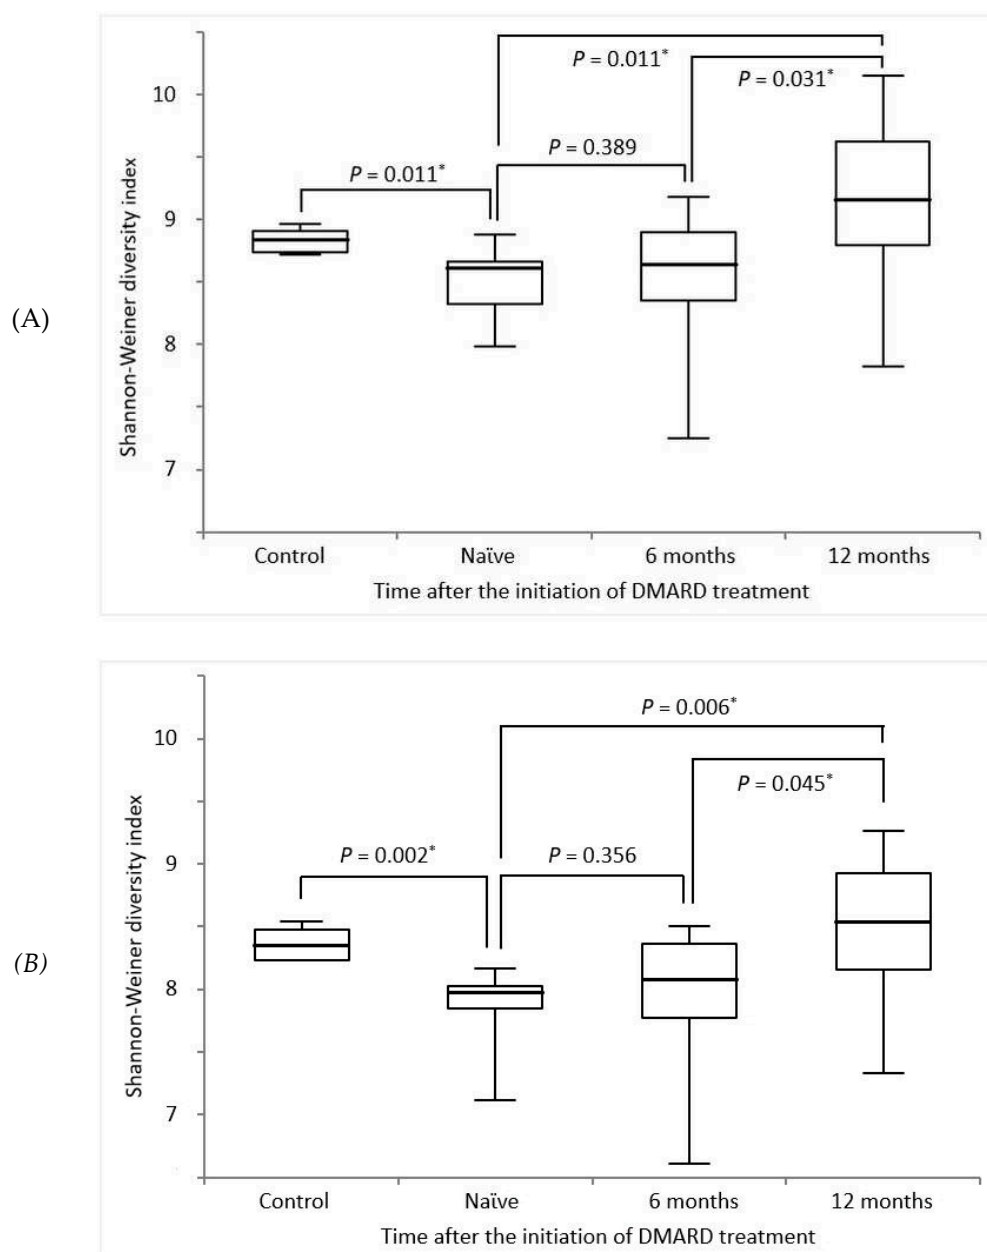 (A)
Shannon-Weiner diversity index
10
9
8
7
P = 0.011*
P = 0.031*
P = 0.389
P = 0.011*
Control Naïve 6 months 12 months
Time after the initiation of DMARD treatment
(B)
Shannon-Weiner diversity index
10
9
8
7
P = 0.006*
P = 0.045*
P = 0.002*
P = 0.356
Control Naïve 6 months 12 months
Time after the initiation of DMARD treatment